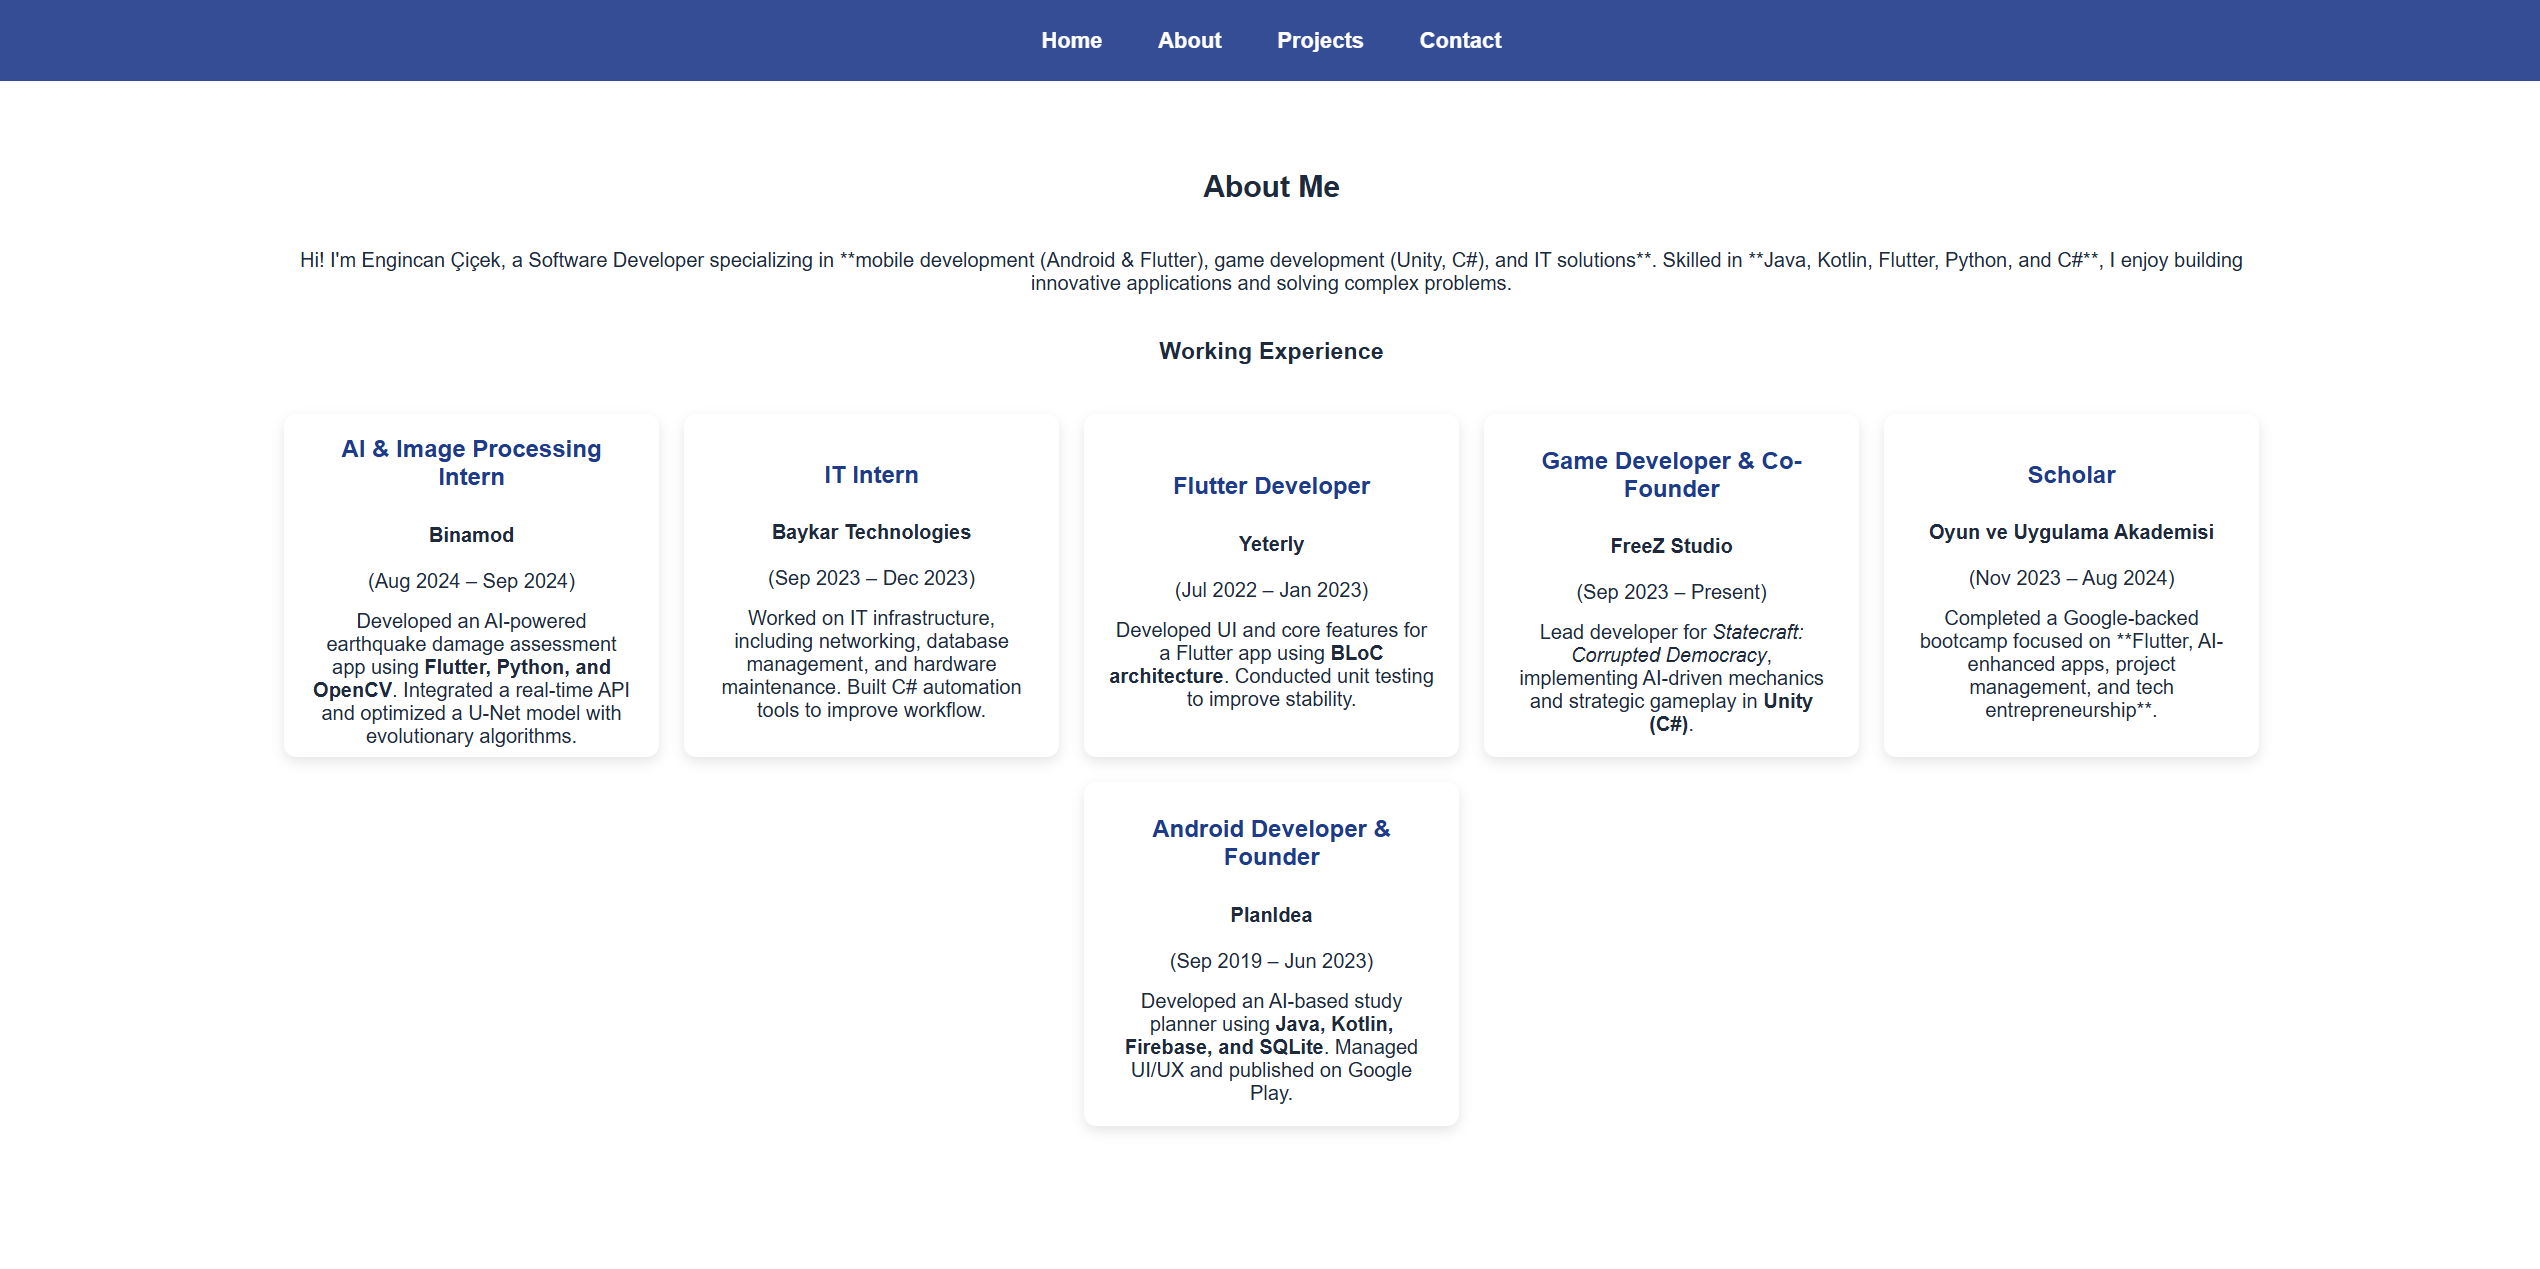 Home About Projects Contact
About Me
Hi! I'm Engincan Çiçek, a Software Developer specializing in **mobile development (Android & Flutter), game development (Unity, C#), and IT solutions**. Skilled in **Java, Kotlin, Flutter, Python, and C#**, I enjoy building
innovative applications and solving complex problems.
Working Experience
AI & Image Processing
Intern
Binamod
(Aug 2024 – Sep 2024)
Developed an AI-powered
earthquake damage assessment
app using Flutter, Python, and
OpenCV. Integrated a real-time API
and optimized a U-Net model with
evolutionary algorithms.
IT Intern
Baykar Technologies
(Sep 2023 – Dec 2023)
Worked on IT infrastructure,
including networking, database
management, and hardware
maintenance. Built C# automation
tools to improve workflow.
Flutter Developer
Yeterly
(Jul 2022 – Jan 2023)
Developed UI and core features for
a Flutter app using BLoC
architecture. Conducted unit testing
to improve stability.
Game Developer & Co-
Founder
FreeZ Studio
(Sep 2023 – Present)
Lead developer for Statecraft:
Corrupted Democracy,
implementing AI-driven mechanics
and strategic gameplay in Unity
(C#).
Scholar
Oyun ve Uygulama Akademisi
(Nov 2023 – Aug 2024)
Completed a Google-backed
bootcamp focused on **Flutter, AI-
enhanced apps, project
management, and tech
entrepreneurship**.
Android Developer &
Founder
PlanIdea
(Sep 2019 – Jun 2023)
Developed an AI-based study
planner using Java, Kotlin,
Firebase, and SQLite. Managed
UI/UX and published on Google
Play.